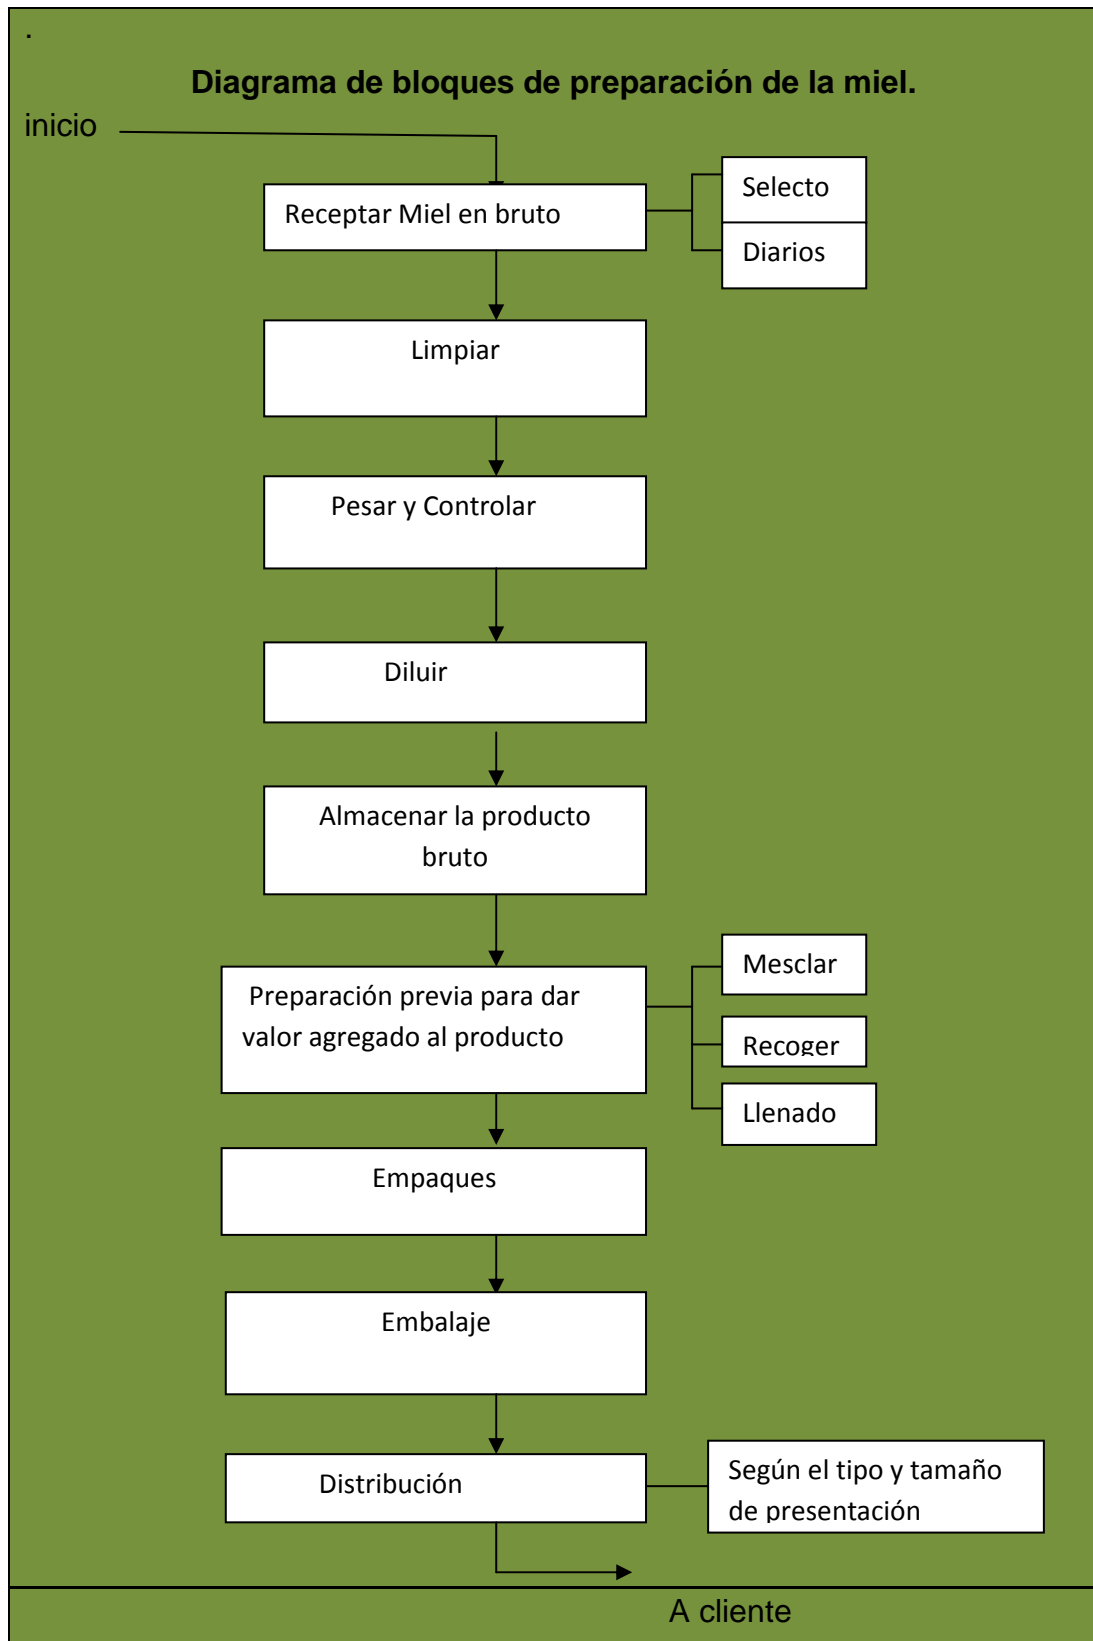 .
Diagrama de bloques de preparación de la miel.
inicio
Receptar Miel en bruto
Selecto
Diarios
Limpiar
Pesar y Controlar
Diluir
Almacenar la producto
bruto
Preparación previa para dar
valor agregado al producto
Mesclar
Recoger
Llenado
Empaques
Embalaje
Distribución
Según el tipo y tamaño
de presentación
A cliente